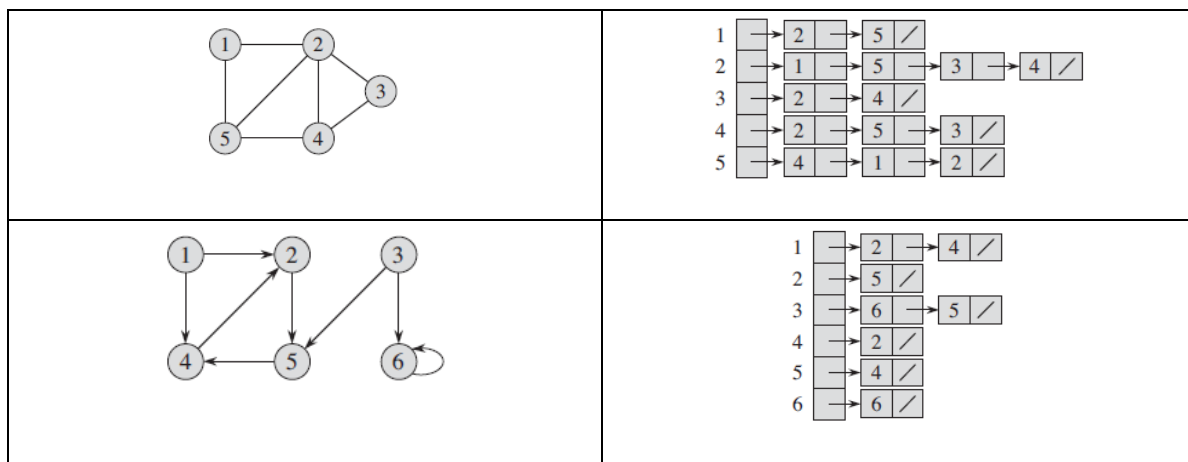 1 2
3
5 4
1 2 5 /
2 1 5 3 4 /
3 2 4 /
4 2 5 3 /
5 4 1 2 /
1 2 3
4 5 6
1 2 4 /
2 5 /
3 6 5 /
4 2 /
5 4 /
6 6 /